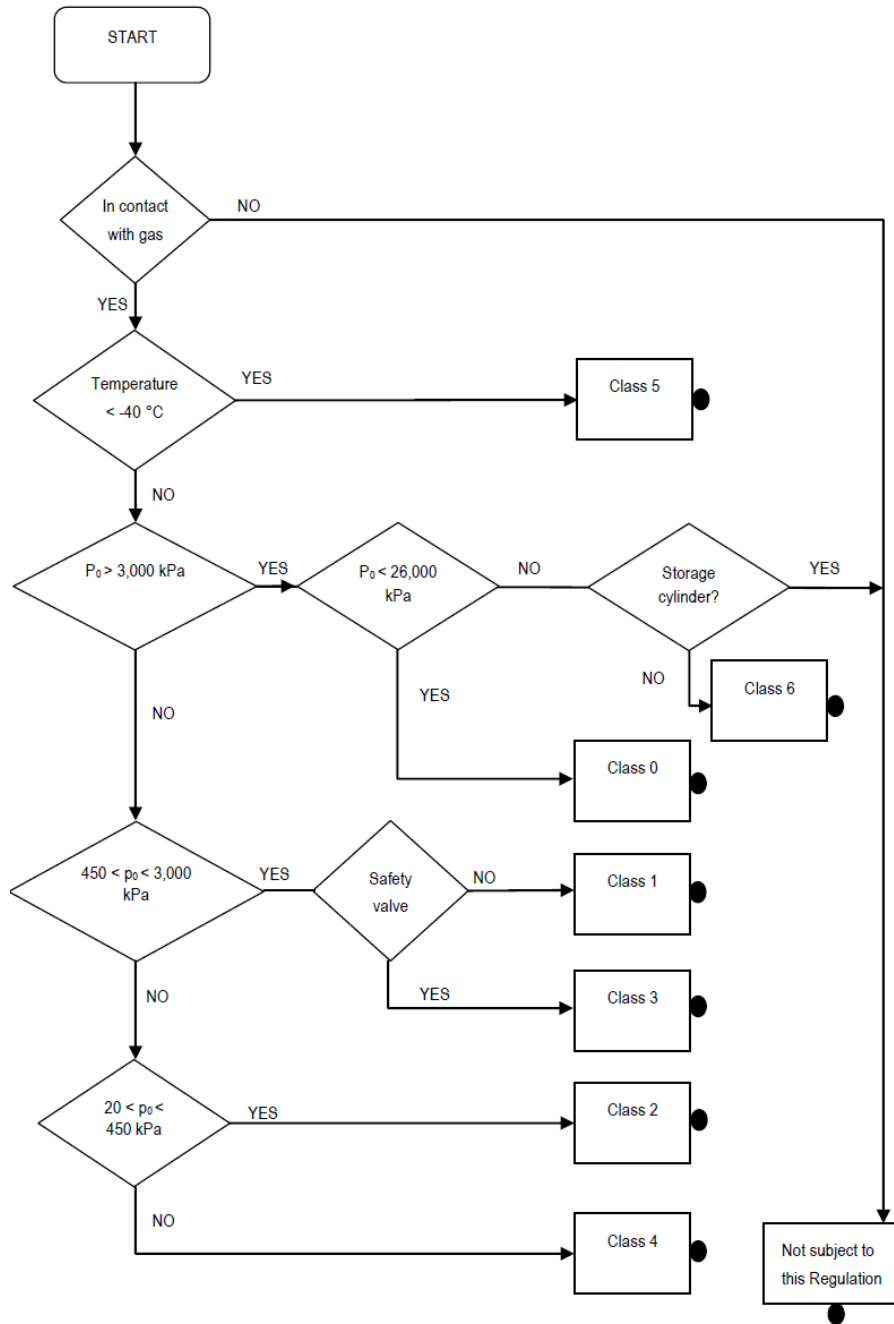 START
In contact
with gas
NO
YES
Temperature
< -40 °C
YES
Class 5
NO
P₀ > 3,000 kPa
YES
P₀ < 26,000
kPa
NO
Storage
cylinder?
YES
NO
Class 6
YES
Class 0
NO
450 < p₀ < 3,000
kPa
YES
Safety
valve
NO
Class 1
YES
Class 3
NO
20 < p₀ <
450 kPa
YES
Class 2
NO
Class 4
Not subject to
this Regulation